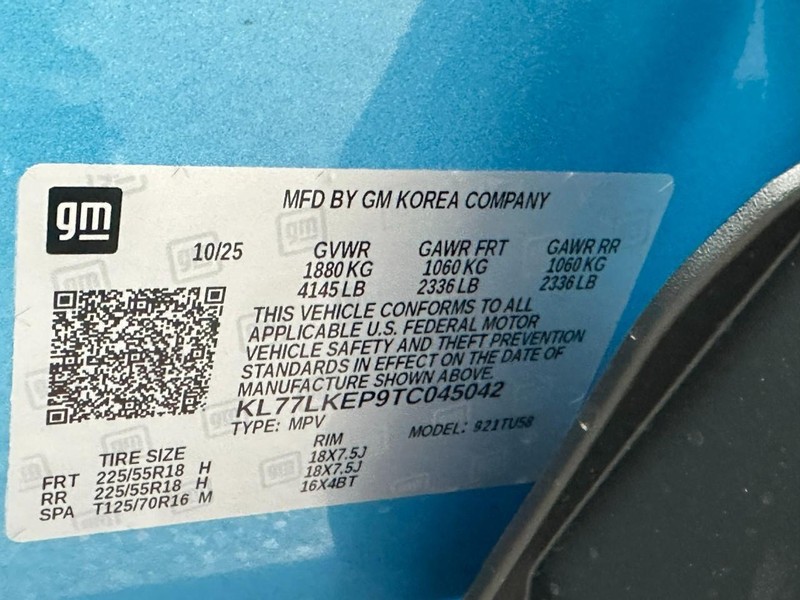 gm
MFD BY GM KOREA COMPANY
10/25 GVWR GAWR FRT GAWR RR
1880 KG 1060 KG 1060 KG
4145 LB 2336 LB 2336 LB
THIS VEHICLE CONFORMS TO ALL
APPLICABLE U.S. FEDERAL MOTOR
VEHICLE SAFETY AND THEFT PREVENTION
STANDARDS IN EFFECT ON THE DATE OF
MANUFACTURE SHOWN ABOVE.
KL77LKEP9TC045042
TYPE: MPV MODEL: 921TU58
TIRE SIZE RIM
FRT 225/55R18 H 18X7.5J
RR 225/55R18 H 18X7.5J
SPA T125/70R16 M 16X4BT